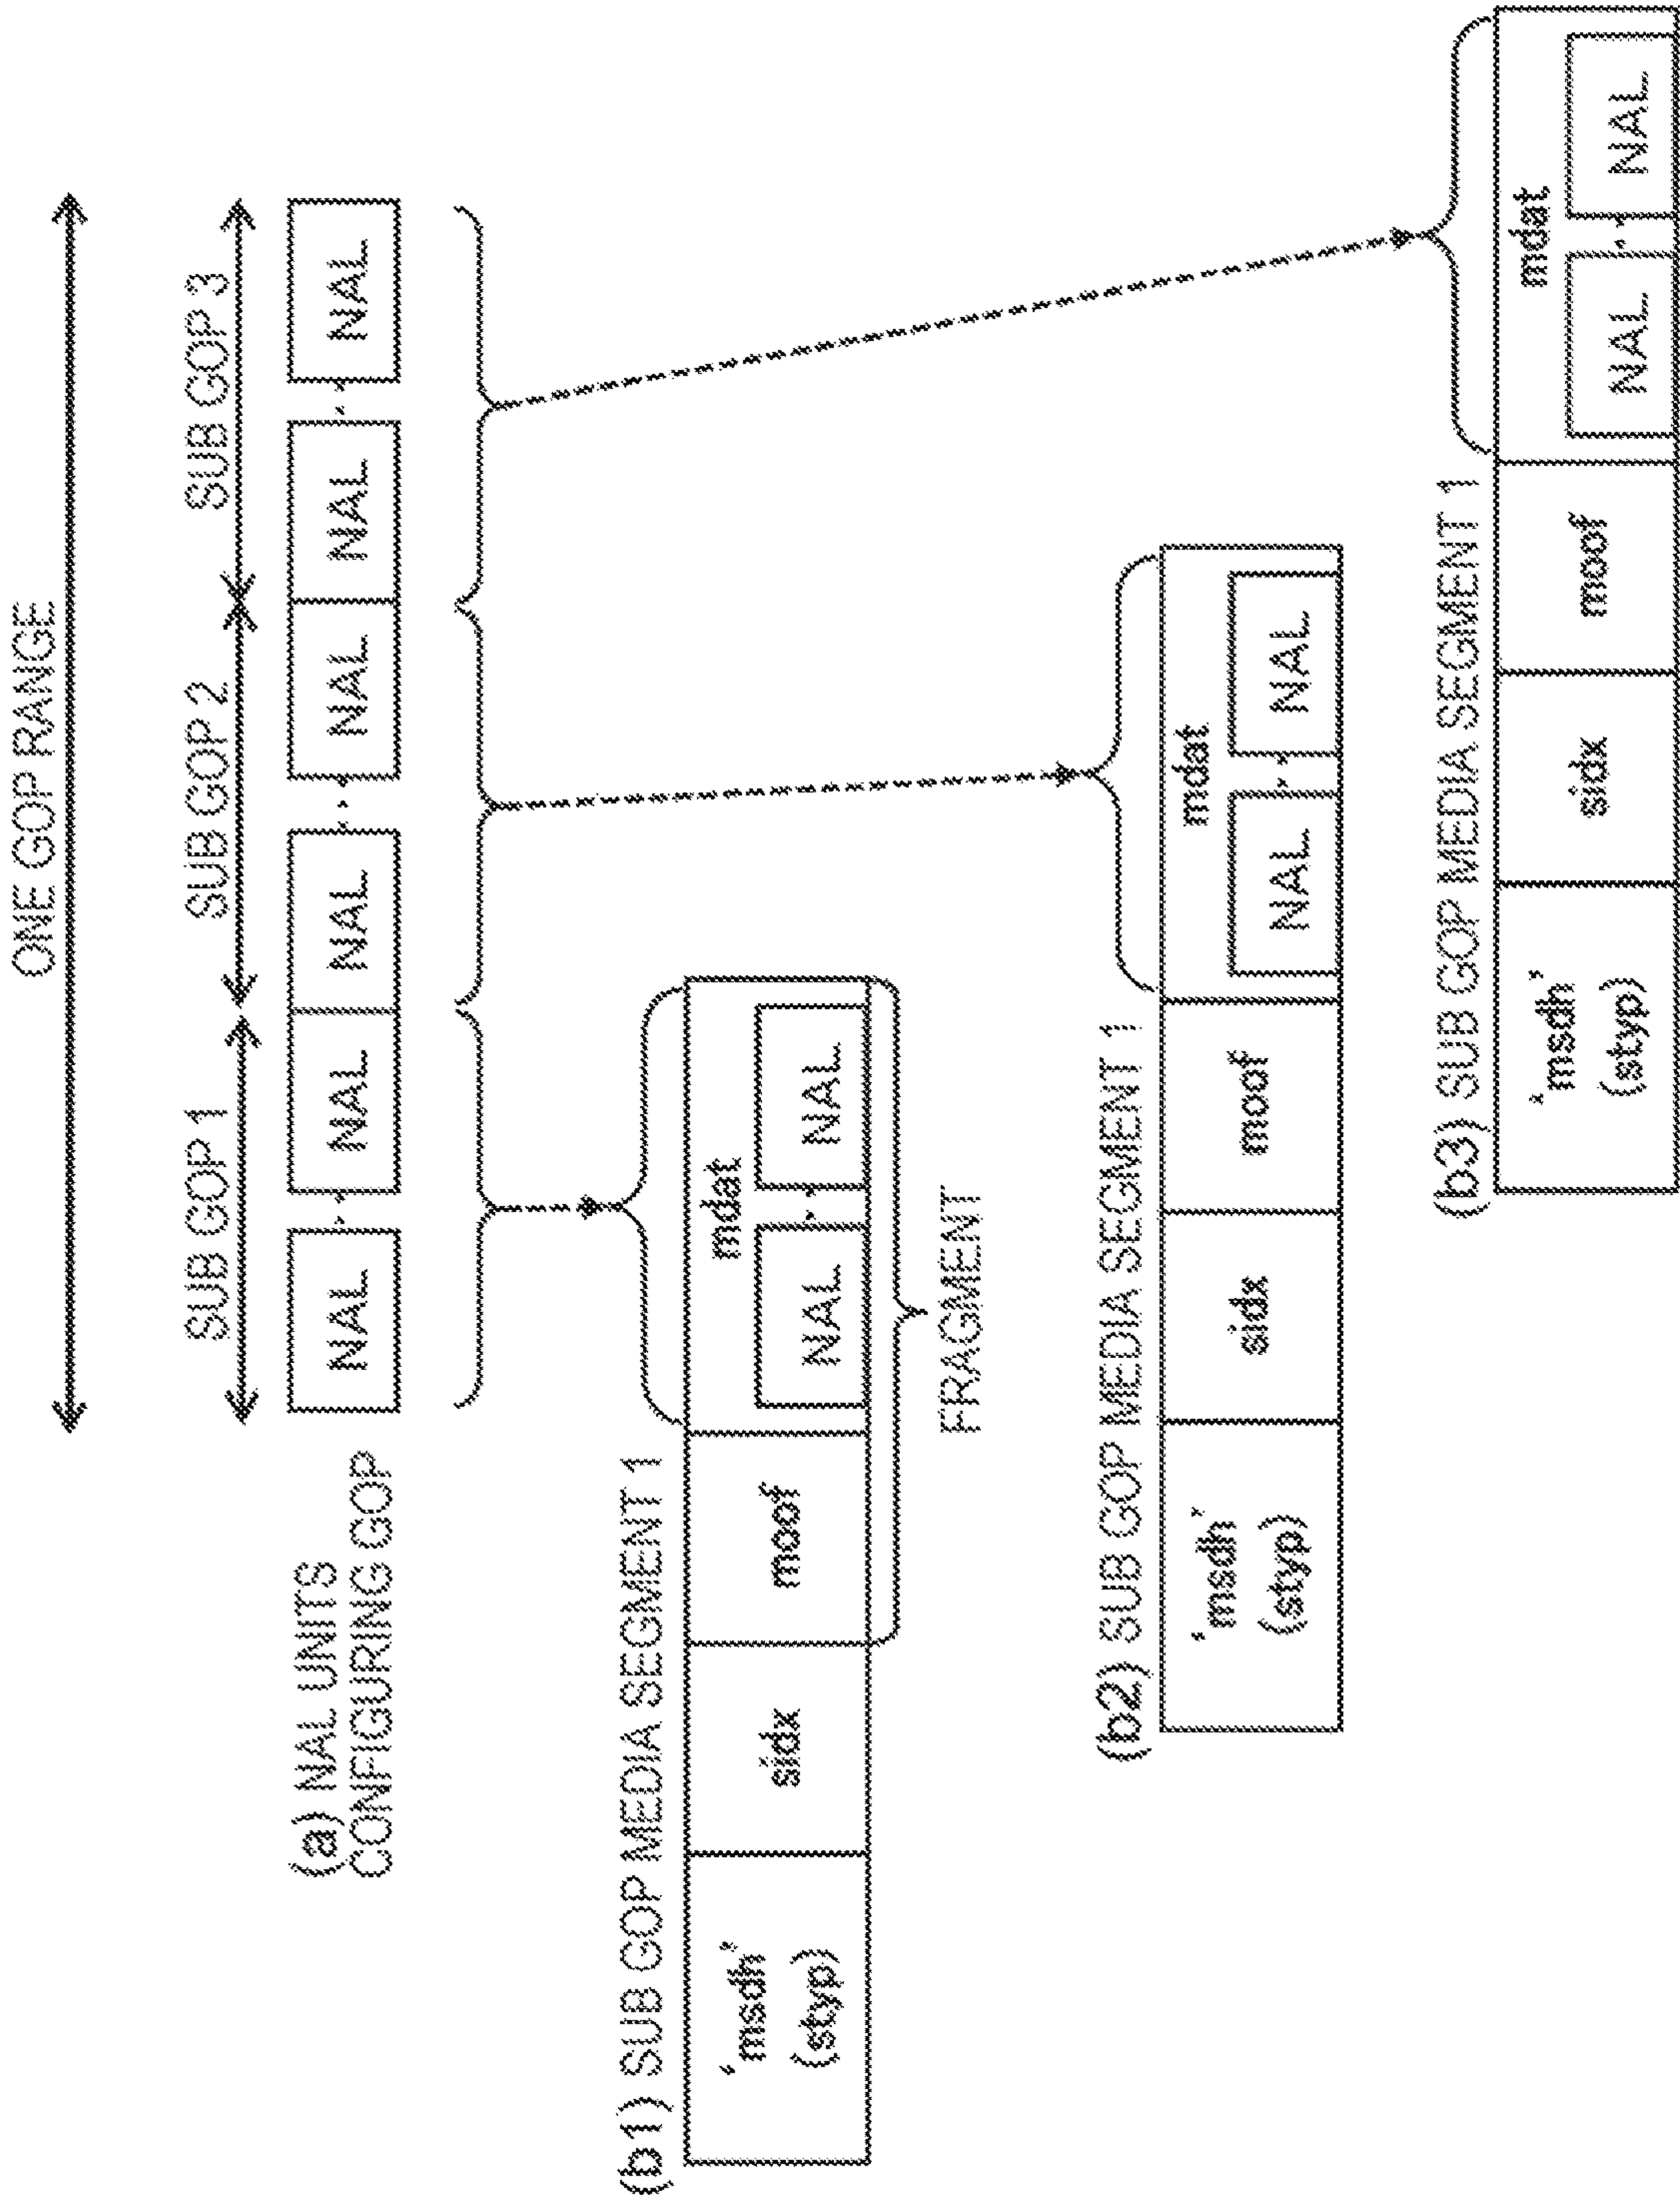 ONE GOP RANGE
SUB GOP 1 SUB GOP 2 SUB GOP 3
(a) NAL UNITS
CONFIGURING GOP
NAL NAL NAL NAL NAL NAL
(b1) SUB GOP MEDIA SEGMENT 1
'msdh'
(styp)
sidx
moof
mdat
NAL NAL
FRAGMENT
(b2) SUB GOP MEDIA SEGMENT 1
'msdh'
(styp)
sidx
moof
mdat
NAL NAL
(b3) SUB GOP MEDIA SEGMENT 1
'msdh'
(styp)
sidx
moof
mdat
NAL NAL